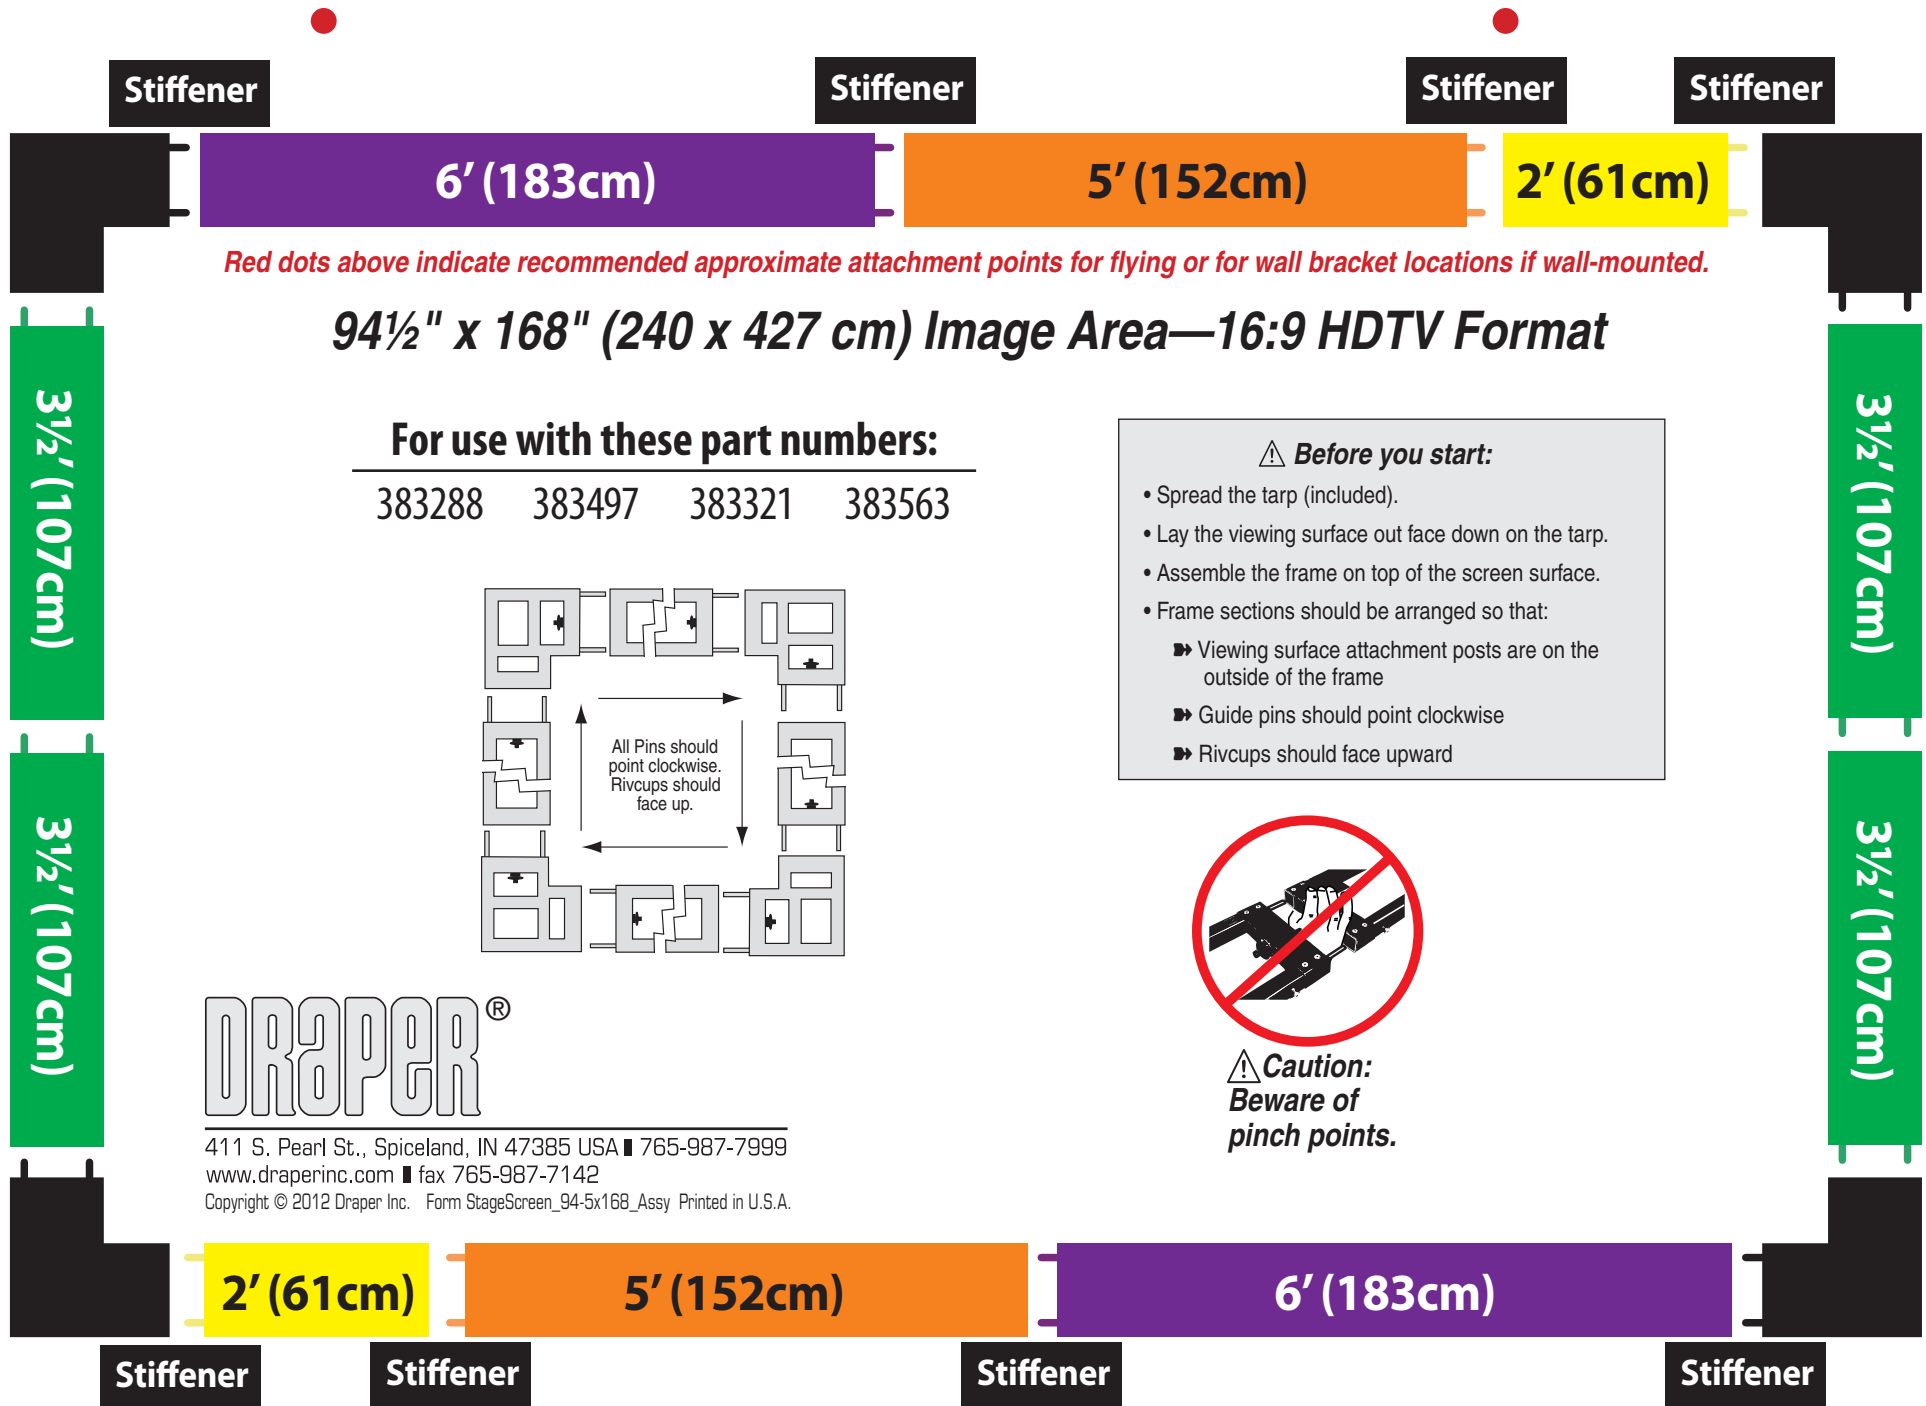 Stiffener
Stiffener
Stiffener
Stiffener
6′ (183cm)
5′ (152cm)
2′ (61cm)
Red dots above indicate recommended approximate attachment points for flying or for wall bracket locations if wall-mounted.
94½" x 168" (240 x 427 cm) Image Area—16:9 HDTV Format
3½′ (107cm)
3½′ (107cm)
3½′ (107cm)
3½′ (107cm)
For use with these part numbers:
383288 383497 383321 383563
⚠ Before you start:
• Spread the tarp (included).
• Lay the viewing surface out face down on the tarp.
• Assemble the frame on top of the screen surface.
• Frame sections should be arranged so that:
➽ Viewing surface attachment posts are on the
outside of the frame
➽ Guide pins should point clockwise
➽ Rivcups should face upward
All Pins should
point clockwise.
Rivcups should
face up.
⚠ Caution:
Beware of
pinch points.
DRAPER®
411 S. Pearl St., Spiceland, IN 47385 USA ▮ 765-987-7999
www.draperinc.com ▮ fax 765-987-7142
Copyright © 2012 Draper Inc. Form StageScreen_94-5x168_Assy Printed in U.S.A.
2′ (61cm)
5′ (152cm)
6′ (183cm)
Stiffener
Stiffener
Stiffener
Stiffener